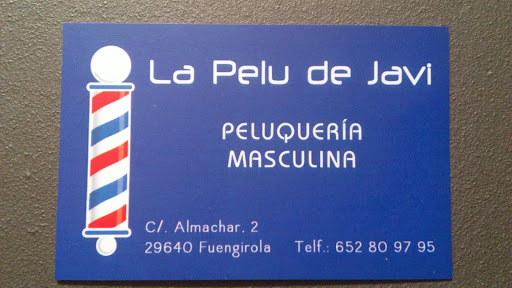 La Pelu de Javi
PELUQUERÍA
MASCULINA
C/. Almachar, 2
29640 Fuengirola Telf.: 652 80 97 95